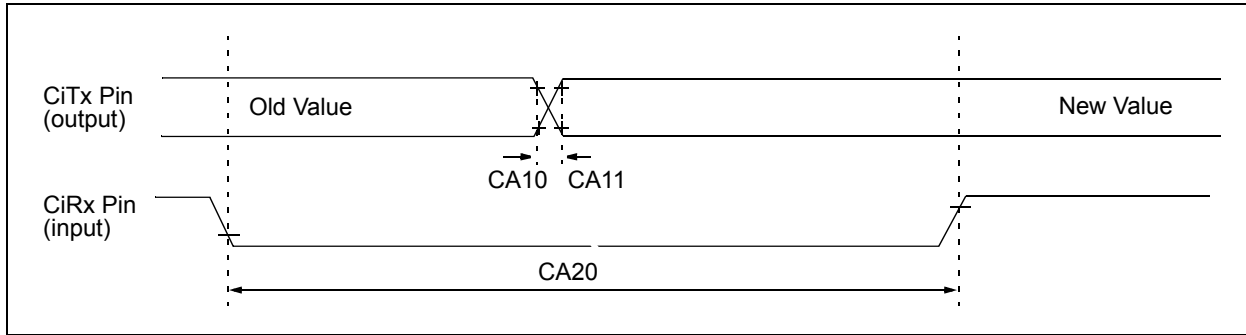 CiTx Pin
(output)
Old Value
New Value
CA10 CA11
CiRx Pin
(input)
CA20